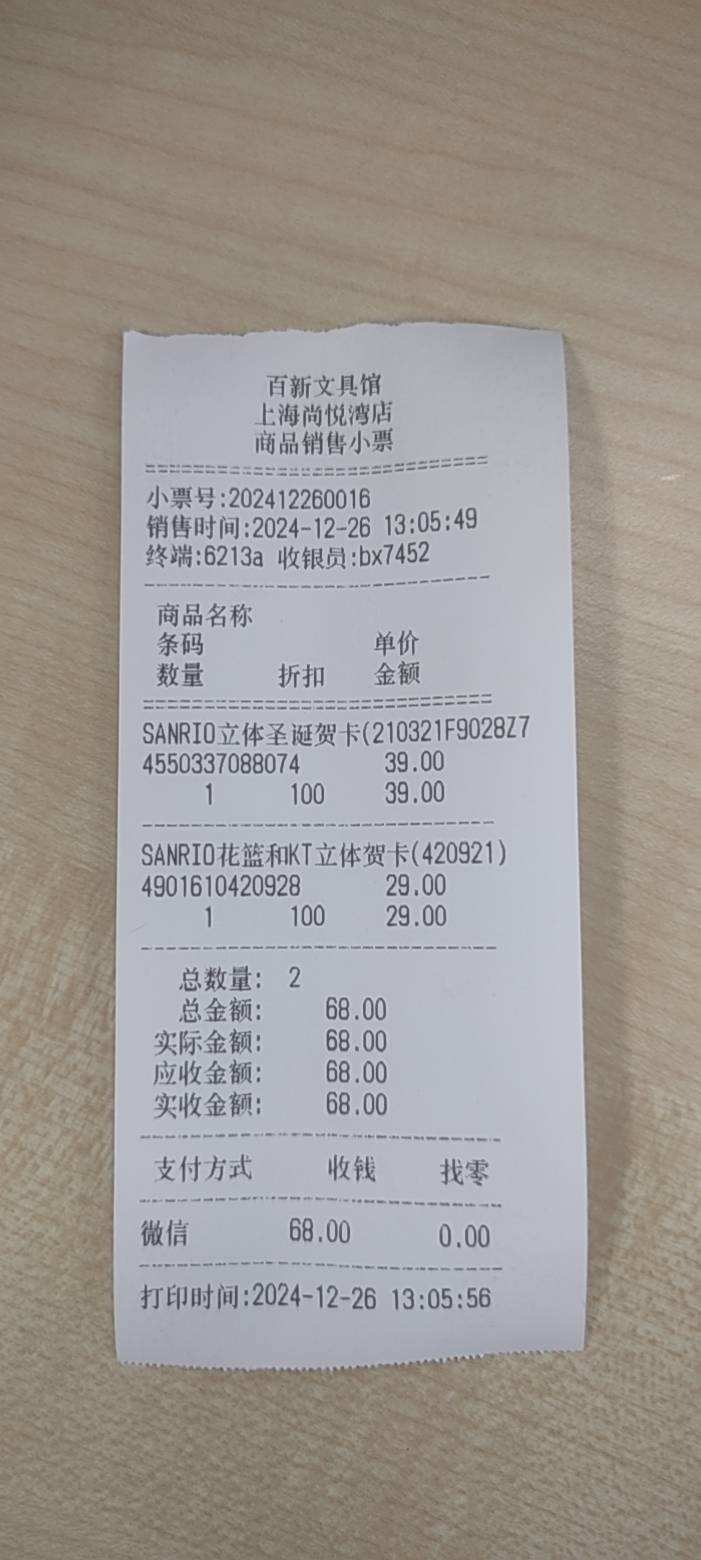 百新文具馆
上海尚悦湾店
商品销售小票
================================
小票号:202412260016
销售时间:2024-12-26 13:05:49
终端:6213a 收银员:bx7452
--------------------------------
商品名称
条码 单价
数量 折扣 金额
================================
SANRIO立体圣诞贺卡(210321F9028Z7
4550337088074 39.00
1 100 39.00
--------------------------------
SANRIO花篮和KT立体贺卡(420921)
4901610420928 29.00
1 100 29.00
--------------------------------
总数量: 2
总金额: 68.00
实际金额: 68.00
应收金额: 68.00
实收金额: 68.00
--------------------------------
支付方式 收钱 找零
--------------------------------
微信 68.00 0.00
--------------------------------
打印时间:2024-12-26 13:05:56